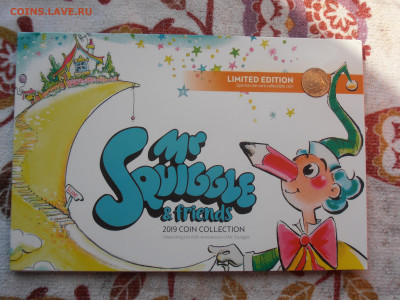 COINS.LAVE.RU
LIMITED EDITION
Mr
SQUIGGLE
& friends
2019 COIN COLLECTION